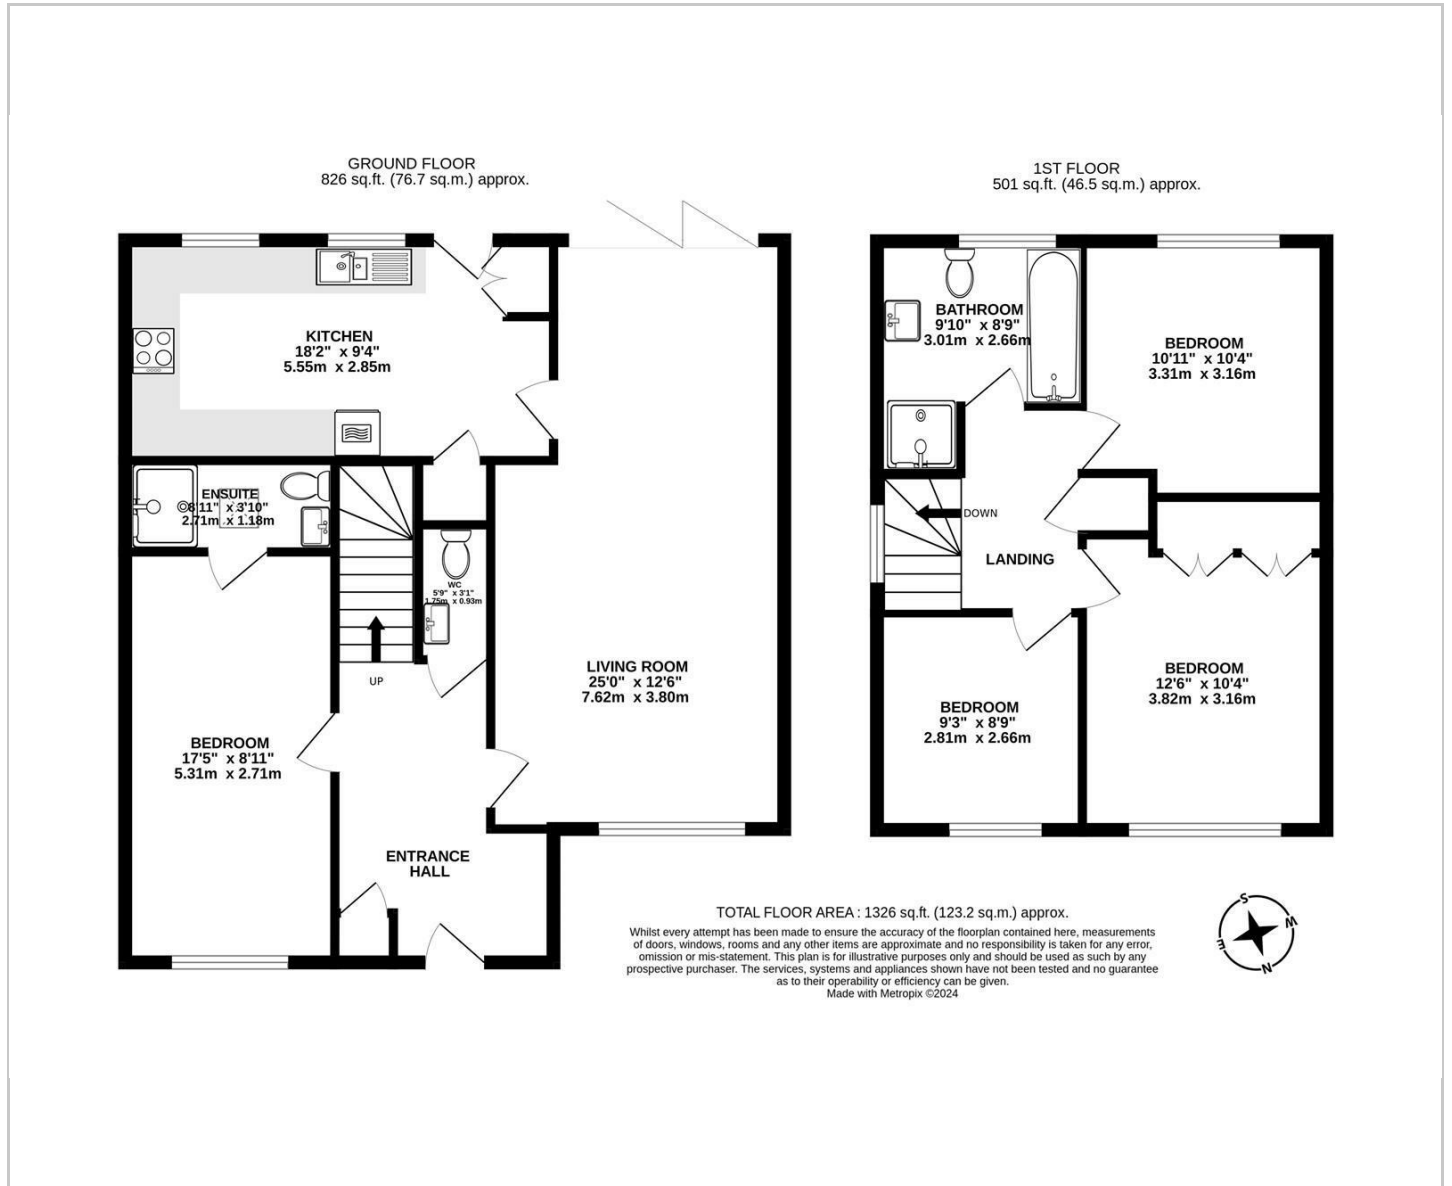 GROUND FLOOR
826 sq.ft. (76.7 sq.m.) approx.
1ST FLOOR
501 sq.ft. (46.5 sq.m.) approx.
KITCHEN
18'2" x 9'4"
5.55m x 2.85m
ENSUITE
8'11" x 3'10"
2.71m x 1.18m
WC
5'9" x 3'1"
1.75m x 0.93m
UP
LIVING ROOM
25'0" x 12'6"
7.62m x 3.80m
BEDROOM
17'5" x 8'11"
5.31m x 2.71m
ENTRANCE
HALL
BATHROOM
9'10" x 8'9"
3.01m x 2.66m
BEDROOM
10'11" x 10'4"
3.31m x 3.16m
DOWN
LANDING
BEDROOM
12'6" x 10'4"
3.82m x 3.16m
BEDROOM
9'3" x 8'9"
2.81m x 2.66m
TOTAL FLOOR AREA : 1326 sq.ft. (123.2 sq.m.) approx.
Whilst every attempt has been made to ensure the accuracy of the floorplan contained here, measurements
of doors, windows, rooms and any other items are approximate and no responsibility is taken for any error,
omission or mis-statement. This plan is for illustrative purposes only and should be used as such by any
prospective purchaser. The services, systems and appliances shown have not been tested and no guarantee
as to their operability or efficiency can be given.
Made with Metropix ©2024
S
W
E
N